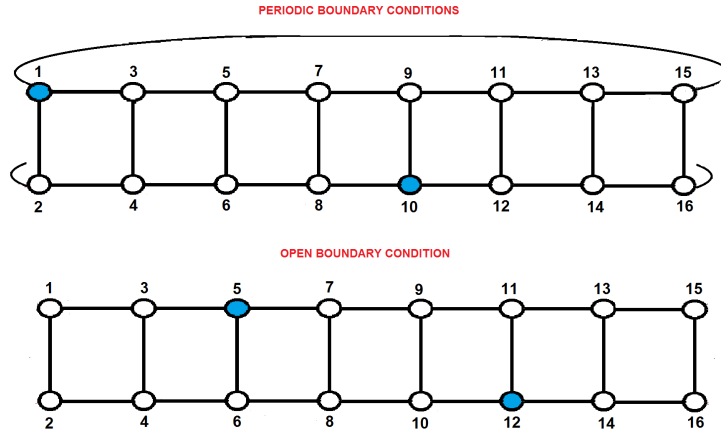 PERIODIC BOUNDARY CONDITIONS
1 3 5 7 9 11 13 15
2 4 6 8 10 12 14 16
OPEN BOUNDARY CONDITION
1 3 5 7 9 11 13 15
2 4 6 8 10 12 14 16